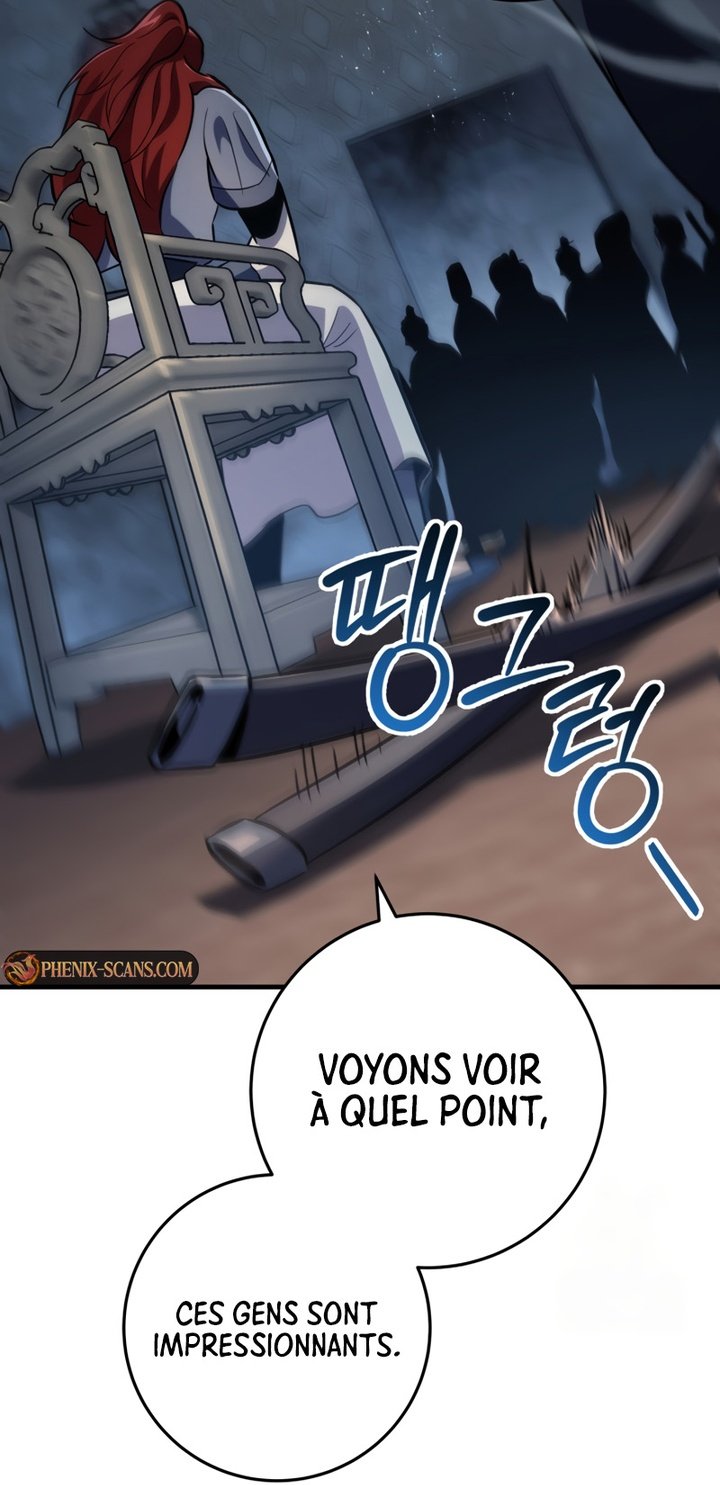 땡그렁
PHENIX-SCANS.COM
VOYONS VOIR
À QUEL POINT,
CES GENS SONT
IMPRESSIONNANTS.